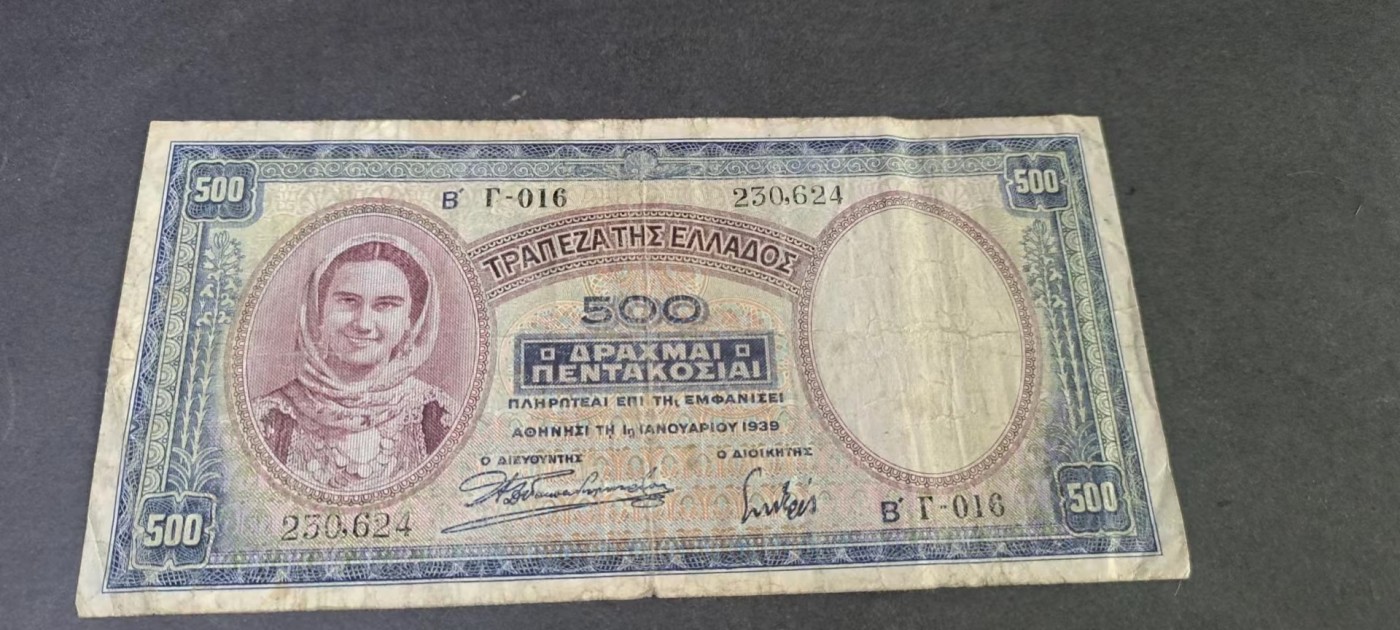 500
500
Β΄ Γ-016
230,624
ΤΡΑΠΕΖΑ ΤΗΣ ΕΛΛΑΔΟΣ
500
ΔΡΑΧΜΑΙ
ΠΕΝΤΑΚΟΣΙΑΙ
ΠΛΗΡΩΤΕΑΙ ΕΠΙ ΤΗι ΕΜΦΑΝΙΣΕΙ
ΑΘΗΝΗΣΙ ΤΗ 1η ΙΑΝΟΥΑΡΙΟΥ 1939
Ο ΔΙΕΥΘΥΝΤΗΣ
Ο ΔΙΟΙΚΗΤΗΣ
230,624
Β΄ Γ-016
500
500